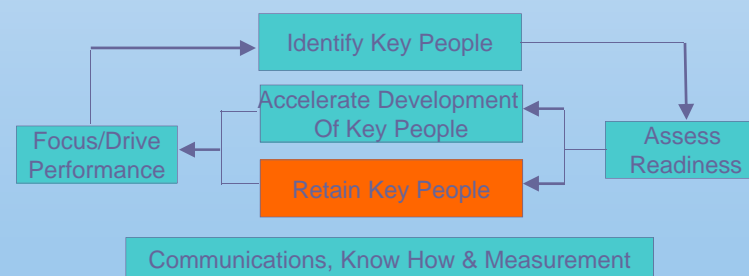 Identify Key People
Accelerate Development
Of Key People
Focus/Drive
Performance
Assess
Readiness
Retain Key People
Communications, Know How & Measurement